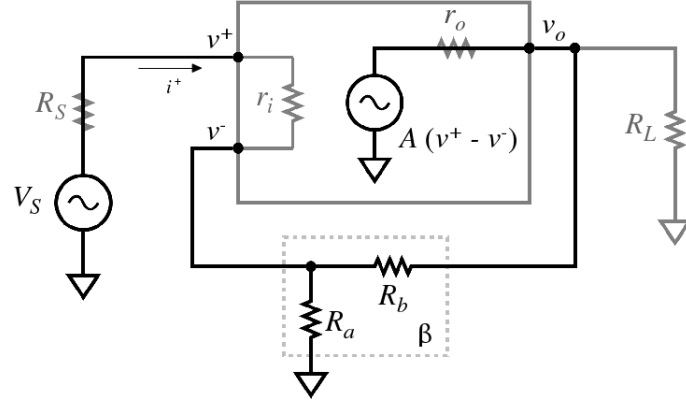 r_o
v_o
v^+
i^+
R_S
r_i
v^-
A (v^+ - v^-)
R_L
V_S
R_b
R_a
β